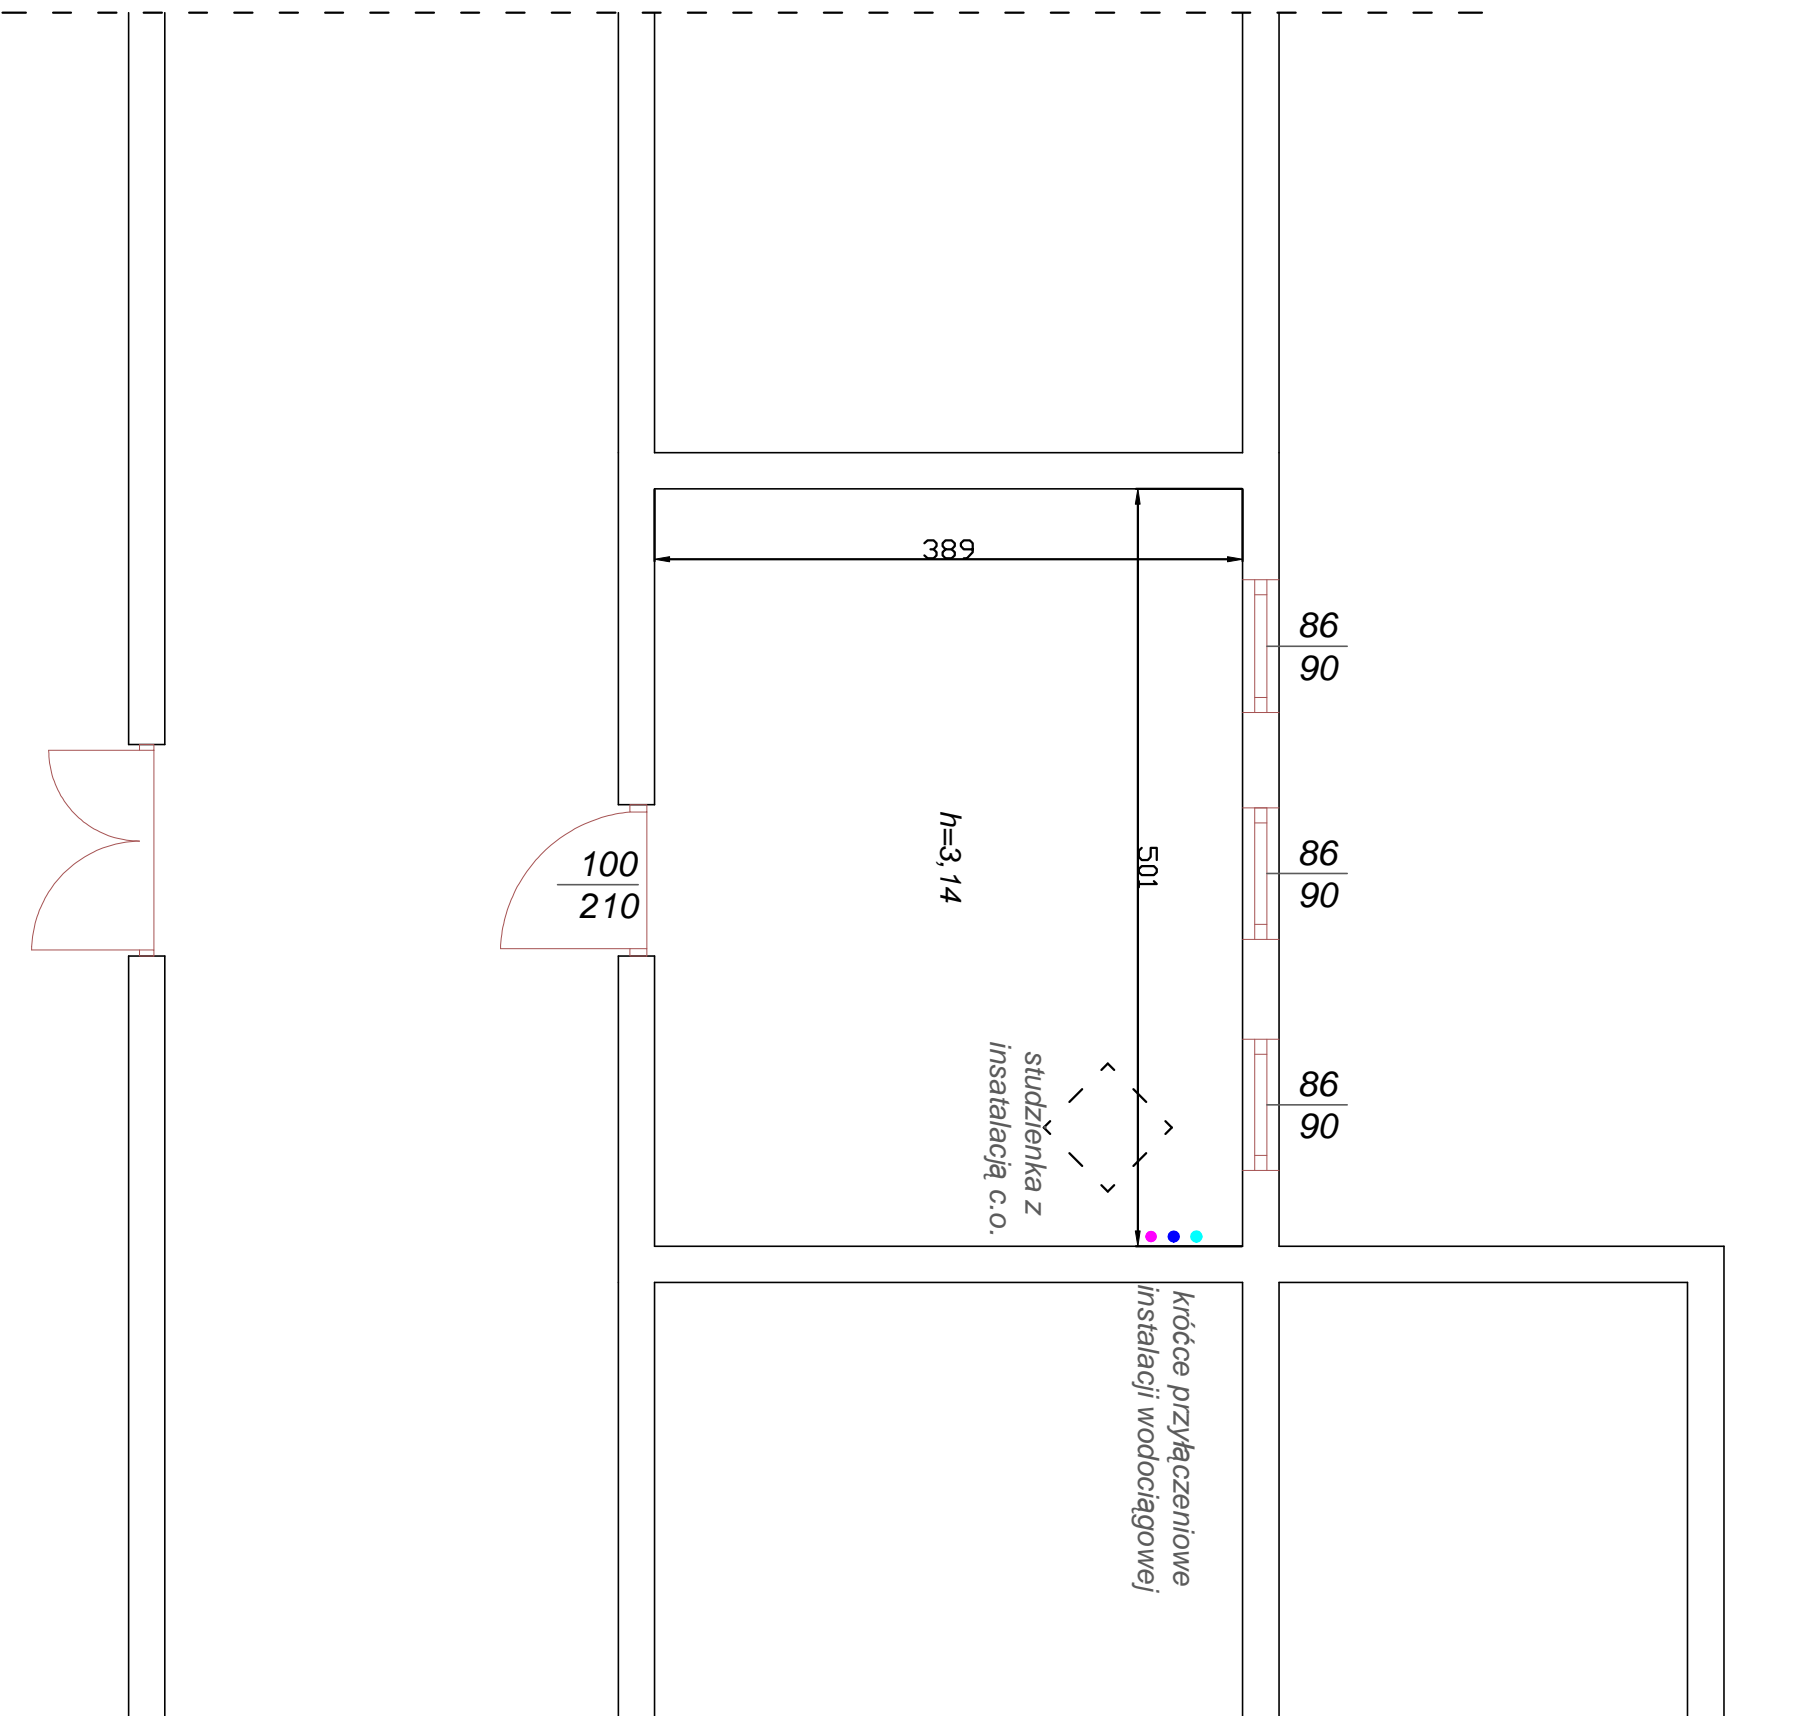 389
86
90
501
h=3,14
86
90
100
210
studzienka z
insatalacją c.o.
86
90
króćce przyłączeniowe
instalacji wodociągowej